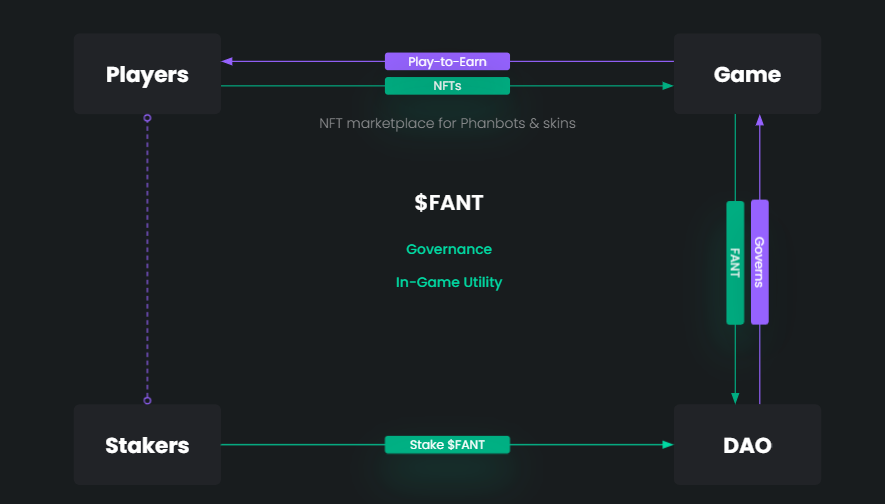 Players
Play-to-Earn
Game
NFTs
NFT marketplace for Phanbots & skins
$FANT
Governance
In-Game Utility
FANT
Governs
Stakers
Stake $FANT
DAO